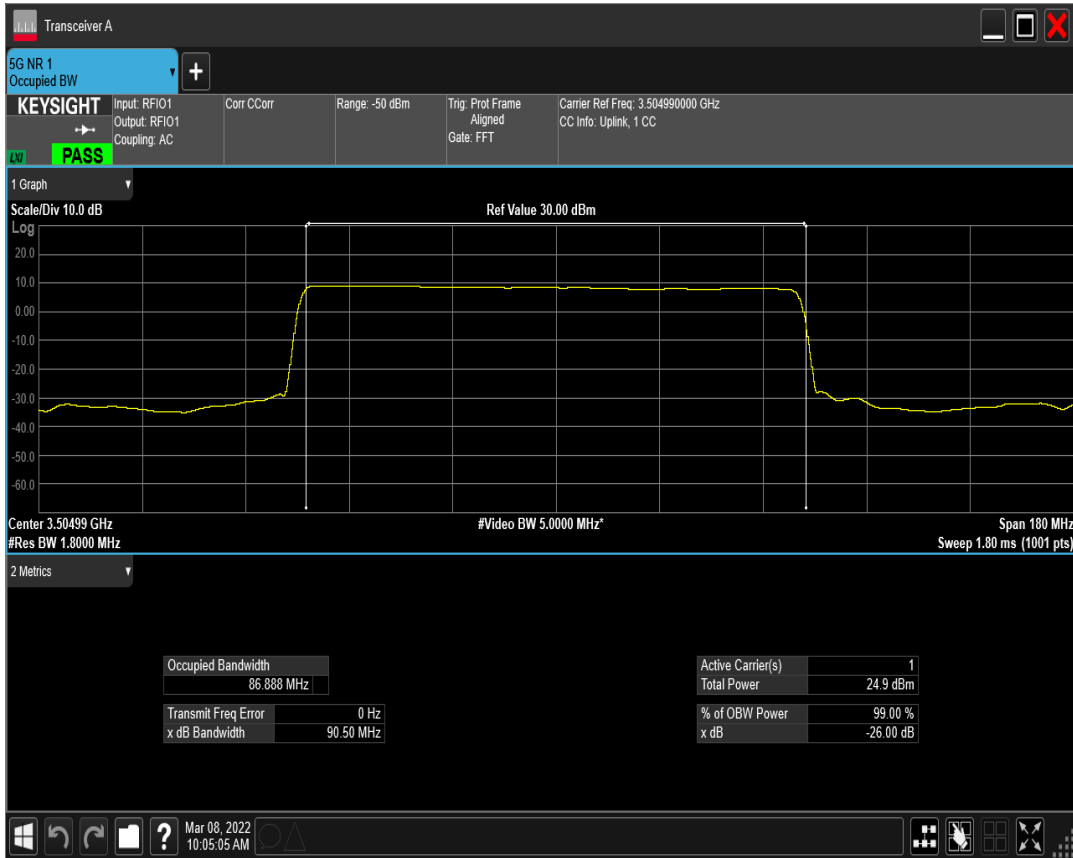 Transceiver A
5G NR 1
Occupied BW
+
KEYSIGHT
LXI PASS
Input: RFIO1
Output: RFIO1
Coupling: AC
Corr CCorr
Range: -50 dBm
Trig: Prot Frame
Aligned
Gate: FFT
Carrier Ref Freq: 3.504990000 GHz
CC Info: Uplink, 1 CC
1 Graph
Scale/Div 10.0 dB
Ref Value 30.00 dBm
Log
20.0
10.0
0.00
-10.0
-20.0
-30.0
-40.0
-50.0
-60.0
Center 3.50499 GHz
#Video BW 5.0000 MHz*
Span 180 MHz
#Res BW 1.8000 MHz
Sweep 1.80 ms (1001 pts)
2 Metrics
Occupied Bandwidth
86.888 MHz
Transmit Freq Error 0 Hz
x dB Bandwidth 90.50 MHz
Active Carrier(s) 1
Total Power 24.9 dBm
% of OBW Power 99.00 %
x dB -26.00 dB
?
Mar 08, 2022
10:05:05 AM